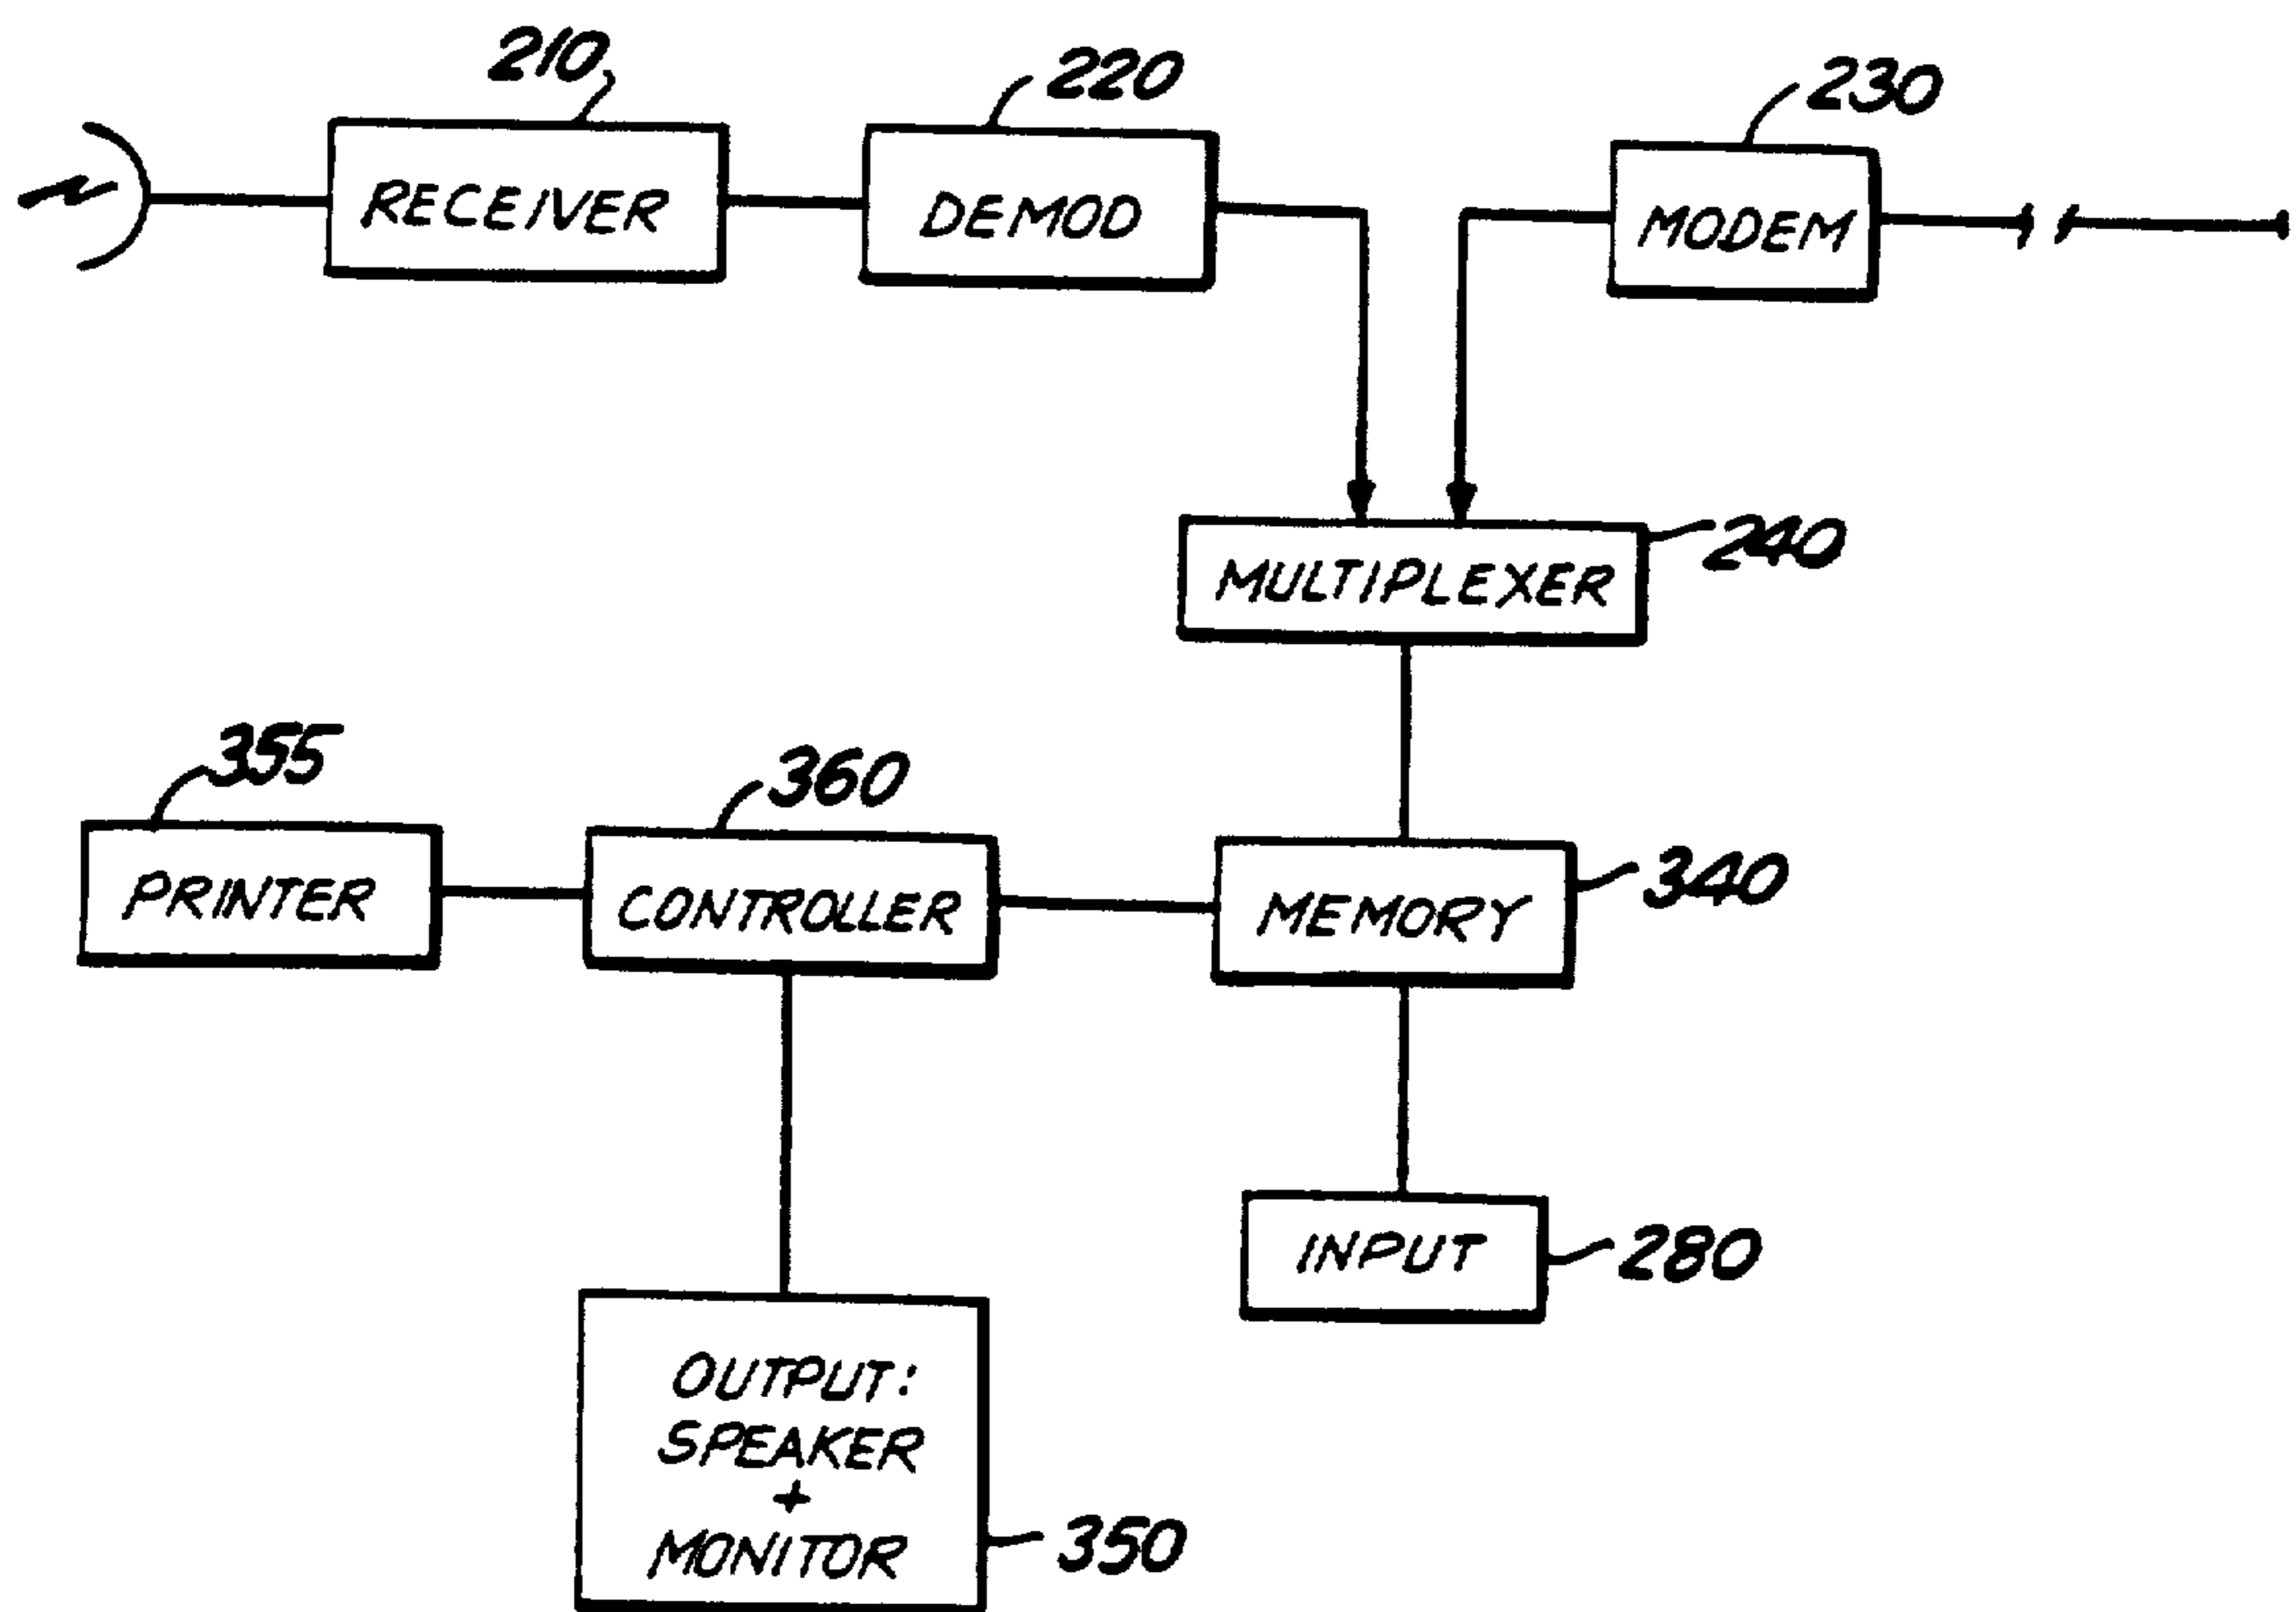 210
220
230
RECEIVER
DEMOD
MODEM
240
MULTIPLEXER
355
360
340
PRINTER
CONTROLLER
MEMORY
280
INPUT
OUTPUT:
SPEAKER
+
MONITOR
350